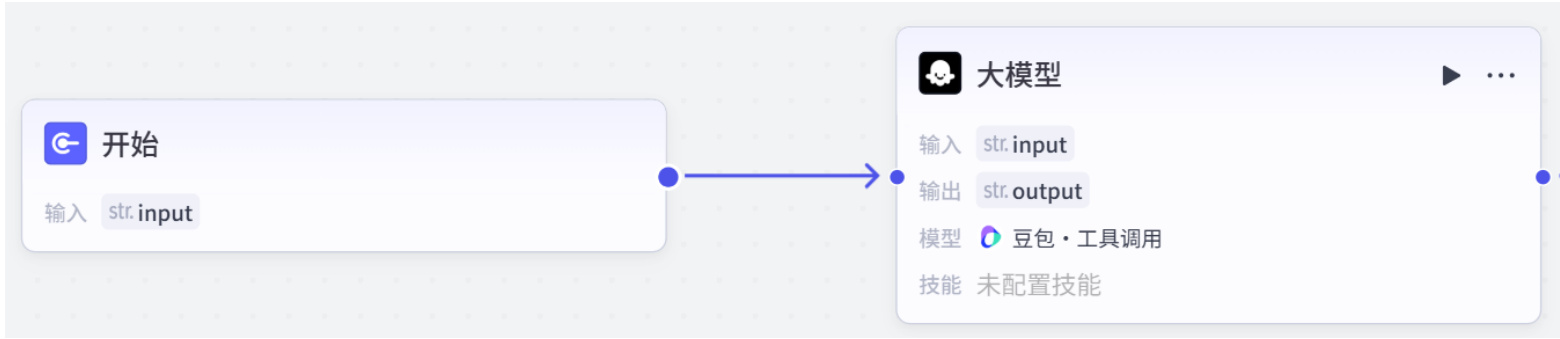 开始
输入 str. input
大模型
输入 str. input
输出 str. output
模型 豆包・工具调用
技能 未配置技能